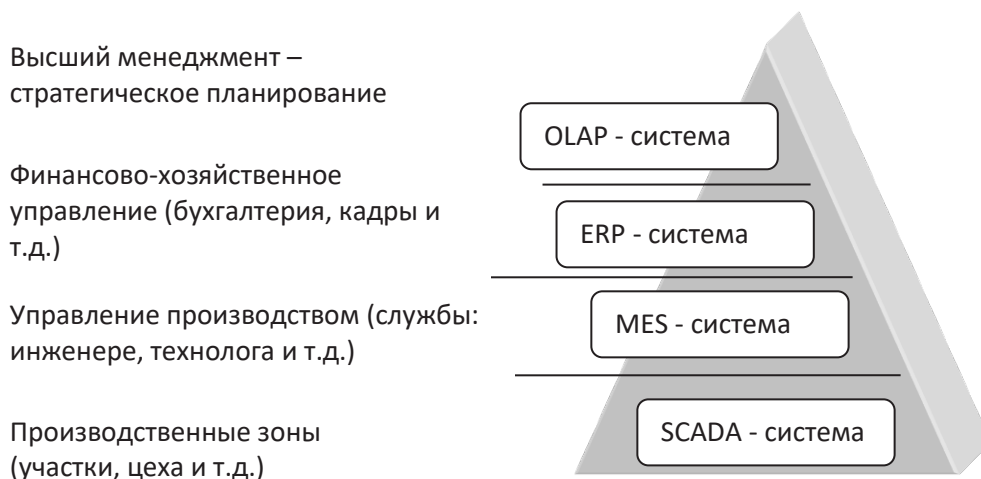 Высший менеджмент –
стратегическое планирование
OLAP - система
Финансово-хозяйственное
управление (бухгалтерия, кадры и
т.д.)
ERP - система
Управление производством (службы:
инженере, технолога и т.д.)
MES - система
Производственные зоны
(участки, цеха и т.д.)
SCADA - система